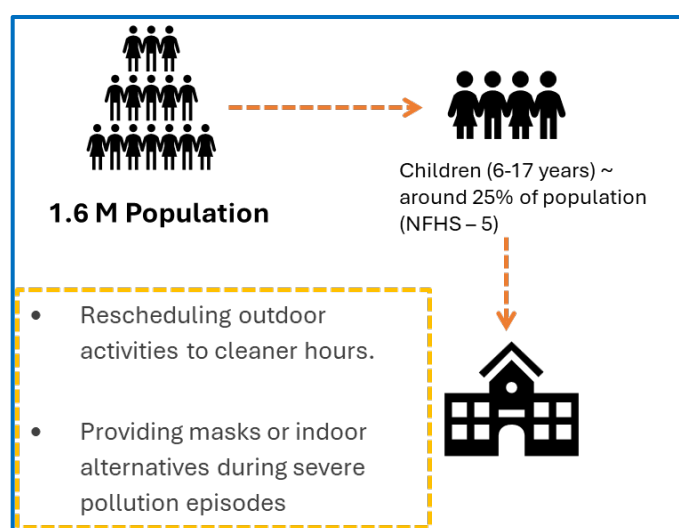 1.6 M Population
Children (6-17 years) ~
around 25% of population
(NFHS – 5)
• Rescheduling outdoor
activities to cleaner hours.
• Providing masks or indoor
alternatives during severe
pollution episodes